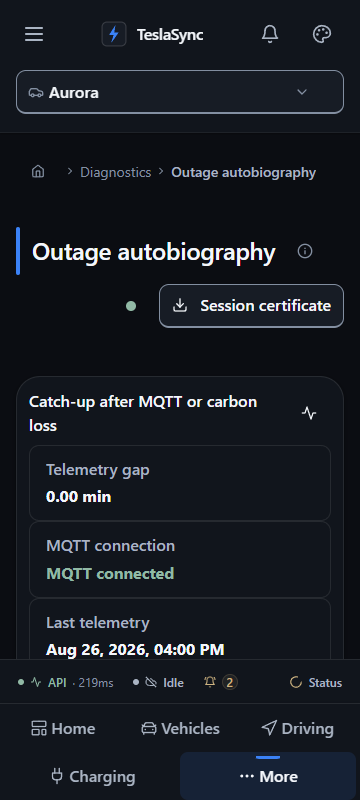 TeslaSync
Aurora
Diagnostics
Outage autobiography
Outage autobiography
Session certificate
Catch-up after MQTT or carbon
loss
Telemetry gap
0.00 min
MQTT connection
MQTT connected
Last telemetry
Aug 26, 2026, 04:00 PM
API · 219ms
Idle
2
Status
Home
Vehicles
Driving
Charging
More